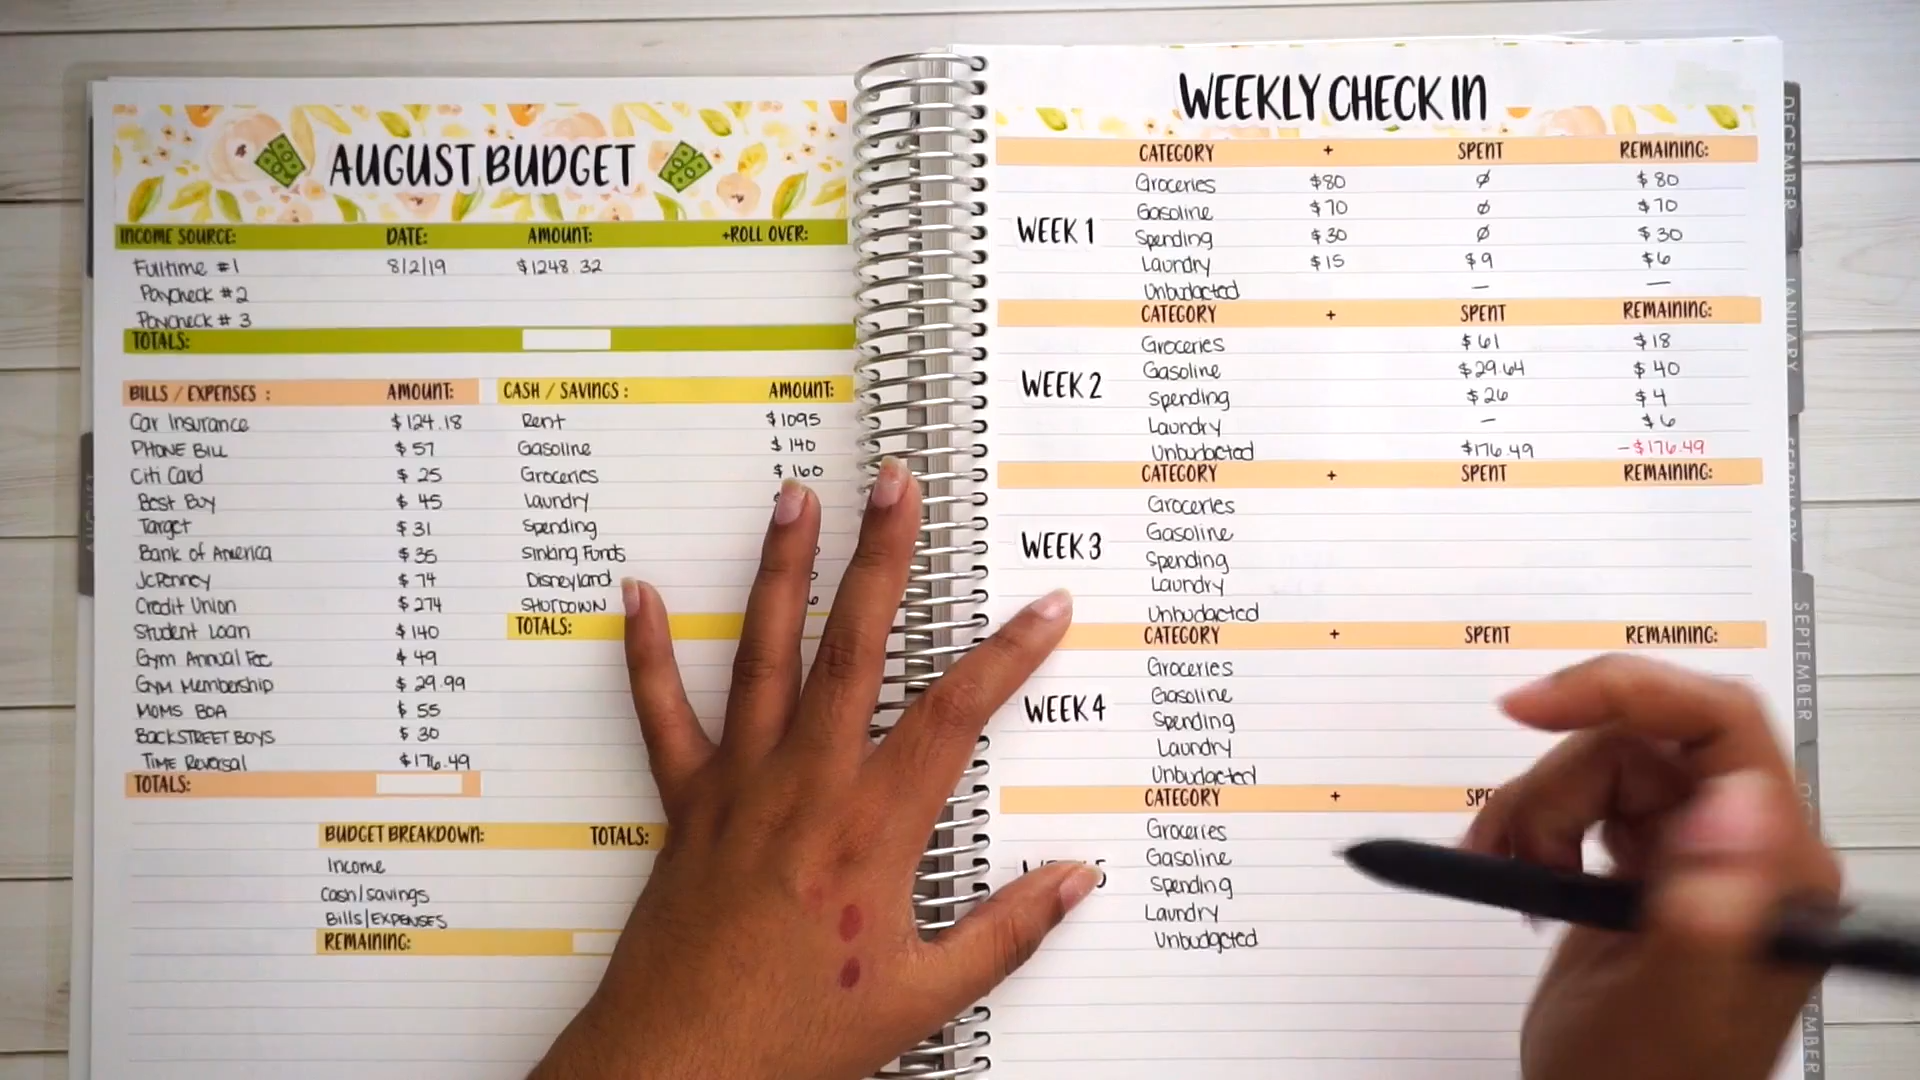 AUGUST BUDGET
INCOME SOURCE: DATE: AMOUNT: +ROLL OVER:
Fulltime #1 8/2/19 $1248.32
Paycheck #2
Paycheck # 3
TOTALS:
BILLS / EXPENSES : AMOUNT:
Car Insurance $124.18
PHONE BILL $57
Citi Card $ 25
Best Buy $ 45
Target $31
Bank of America $35
JcPenney $ 74
Credit Union $274
Student Loan $140
Gym Annual Fee $49
GYM Membership $ 29.99
MOMS BOA $ 55
BACKSTREET BOYS $ 30
TIME Reversal $176.49
TOTALS:
CASH / SAVINGS : AMOUNT:
Rent $1095
Gasoline $ 140
Groceries $ 160
Laundry
Spending
Sinking Funds
Disneyland
SHUTDOWN
TOTALS:
BUDGET BREAKDOWN: TOTALS:
Income
Cash/savings
Bills/EXPENSES
REMAINING:
WEEKLY CHECK IN
CATEGORY + SPENT REMAINING:
WEEK 1
Groceries $80 Ø $80
Gasoline $70 Ø $70
Spending $30 Ø $30
Laundry $15 $9 $6
Unbudgeted — —
CATEGORY + SPENT REMAINING:
WEEK 2
Groceries $61 $18
Gasoline $29.64 $40
Spending $26 $4
Laundry — $6
Unbudgeted $176.49 -$176.49
CATEGORY + SPENT REMAINING:
WEEK 3
Groceries
Gasoline
Spending
Laundry
Unbudgeted
CATEGORY + SPENT REMAINING:
WEEK 4
Groceries
Gasoline
Spending
Laundry
Unbudgeted
CATEGORY +
Groceries
Gasoline
Spending
Laundry
Unbudgeted
DECEMBER
JANUARY
FEBRUARY
SEPTEMBER